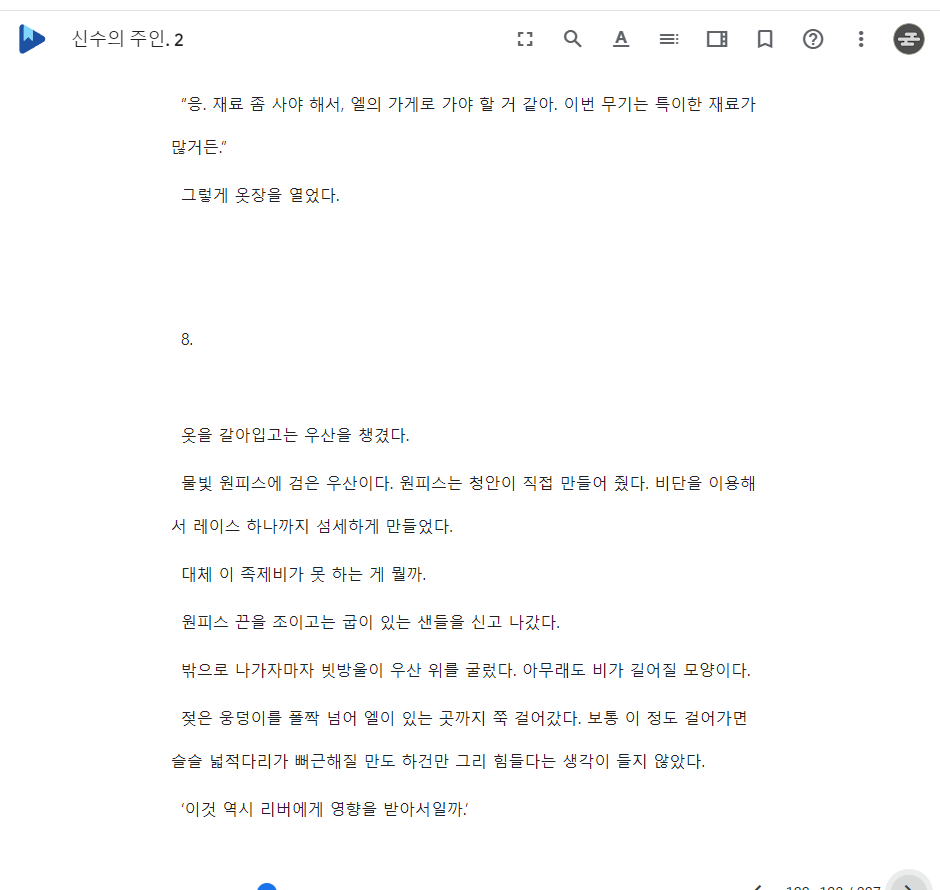 신수의 주인. 2
“응. 재료 좀 사야 해서, 엘의 가게로 가야 할 거 같아. 이번 무기는 특이한 재료가
많거든.”
그렇게 옷장을 열었다.
8.
옷을 갈아입고는 우산을 챙겼다.
물빛 원피스에 검은 우산이다. 원피스는 청안이 직접 만들어 줬다. 비단을 이용해
서 레이스 하나까지 섬세하게 만들었다.
대체 이 족제비가 못 하는 게 뭘까.
원피스 끈을 조이고는 굽이 있는 샌들을 신고 나갔다.
밖으로 나가자마자 빗방울이 우산 위를 굴렀다. 아무래도 비가 길어질 모양이다.
젖은 웅덩이를 폴짝 넘어 엘이 있는 곳까지 쭉 걸어갔다. 보통 이 정도 걸어가면
슬슬 넓적다리가 뻐근해질 만도 하건만 그리 힘들다는 생각이 들지 않았다.
‘이것 역시 리버에게 영향을 받아서일까.’